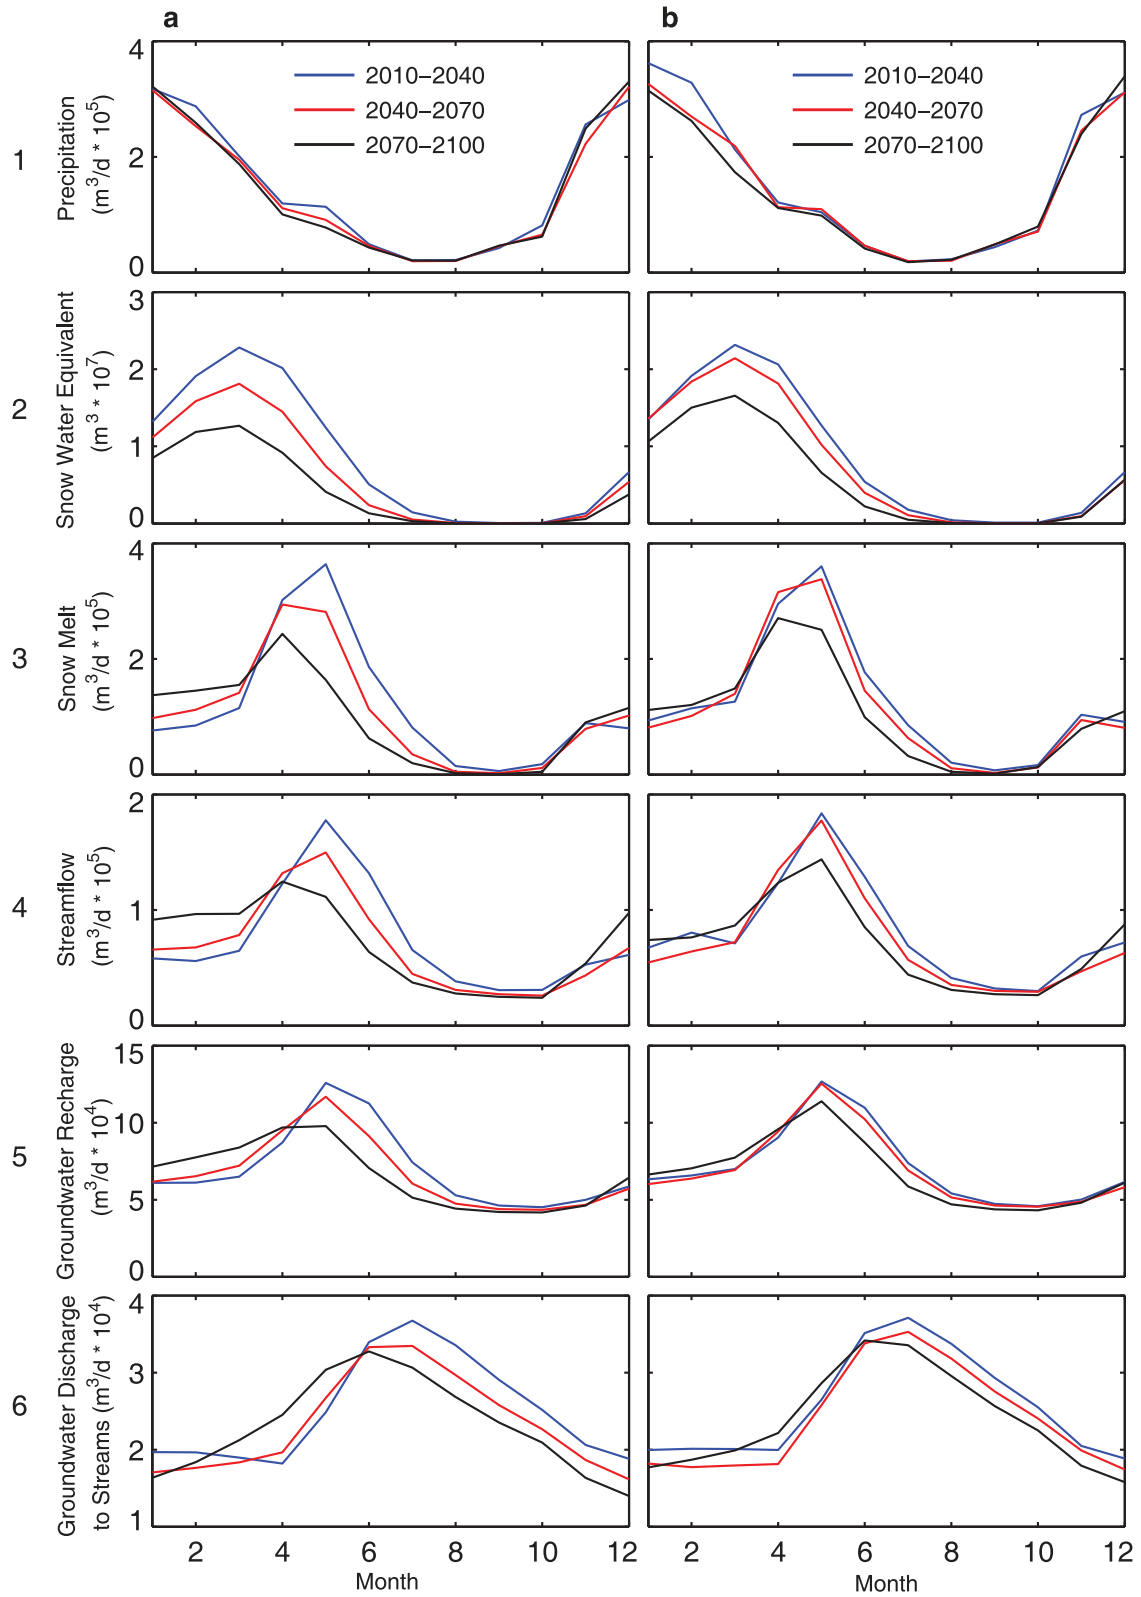 a b
4
2
0
2010–2040
2040–2070
2070–2100
2010–2040
2040–2070
2070–2100
1
Precipitation
(m³/d * 10⁵)
3
2
1
0
2
Snow Water Equivalent
(m³ * 10⁷)
4
2
0
3
Snow Melt
(m³/d * 10⁵)
2
1
0
4
Streamflow
(m³/d * 10⁵)
15
10
5
0
5
Groundwater Recharge
(m³/d * 10⁴)
4
3
2
1
6
Groundwater Discharge
to Streams (m³/d * 10⁴)
2 4 6 8 10 12 2 4 6 8 10 12
Month Month